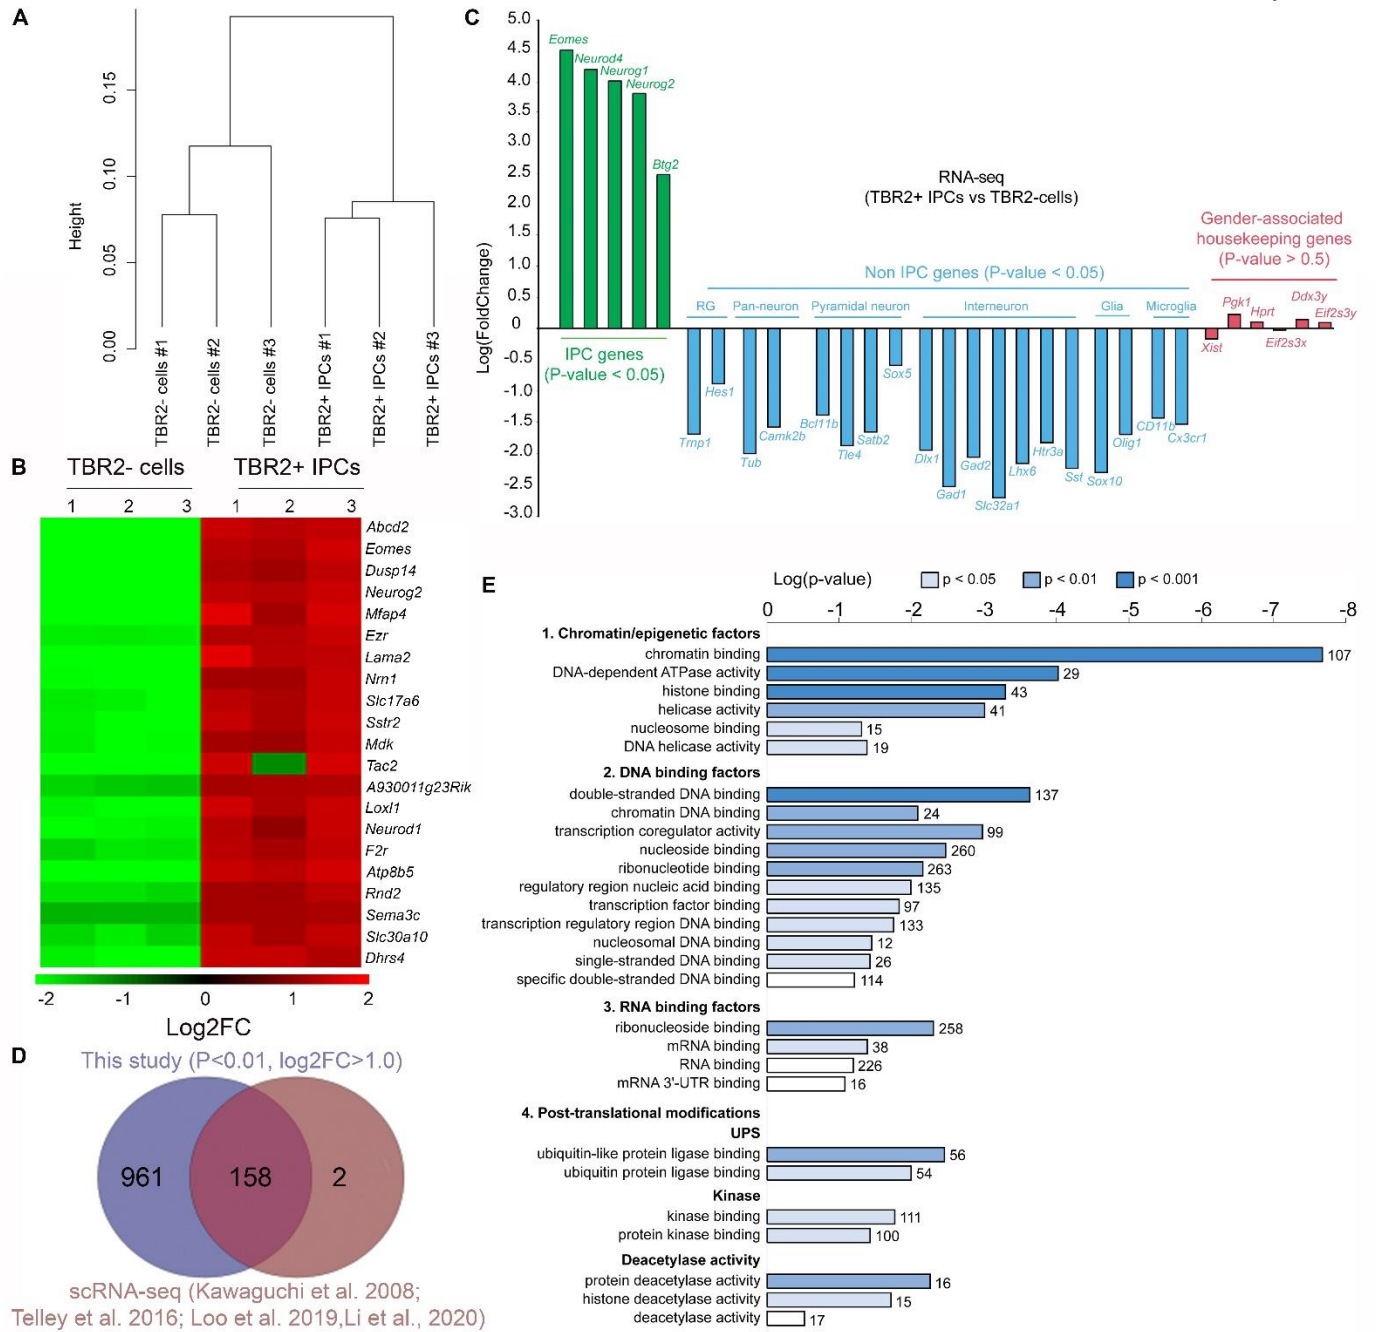 A
Height
0.15
0.10
0.05
0.00
TBR2- cells #1
TBR2- cells #2
TBR2- cells #3
TBR2+ IPCs #1
TBR2+ IPCs #2
TBR2+ IPCs #3
B
TBR2- cells
TBR2+ IPCs
1
2
3
1
2
3
Abcd2
Eomes
Dusp14
Neurog2
Mfap4
Ezr
Lama2
Nrn1
Slc17a6
Sstr2
Mdk
Tac2
A930011g23Rik
Loxl1
Neurod1
F2r
Atp8b5
Rnd2
Sema3c
Slc30a10
Dhrs4
-2
-1
0
1
2
Log2FC
C
Log(FoldChange)
5.0
4.5
4.0
3.5
3.0
2.5
2.0
1.5
1.0
0.5
0
-0.5
-1.0
-1.5
-2.0
-2.5
-3.0
Eomes
Neurod4
Neurog1
Neurog2
Btg2
IPC genes
(P-value < 0.05)
RNA-seq
(TBR2+ IPCs vs TBR2-cells)
Non IPC genes (P-value < 0.05)
RG
Pan-neuron
Pyramidal neuron
Interneuron
Glia
Microglia
Tmp1
Hes1
Tub
Camk2b
Bcl11b
Tle4
Satb2
Sox5
Dlx1
Gad1
Gad2
Slc32a1
Lhx6
Htr3a
Sst
Sox10
Olig1
CD11b
Cx3cr1
Gender-associated
housekeeping genes
(P-value > 0.5)
Xist
Pgk1
Hprt
Eif2s3x
Ddx3y
Eif2s3y
D
This study (P<0.01, log2FC>1.0)
961
158
2
scRNA-seq (Kawaguchi et al. 2008;
Telley et al. 2016; Loo et al. 2019,Li et al., 2020)
E
Log(p-value)
p < 0.05
p < 0.01
p < 0.001
0
-1
-2
-3
-4
-5
-6
-7
-8
1. Chromatin/epigenetic factors
chromatin binding 107
DNA-dependent ATPase activity 29
histone binding 43
helicase activity 41
nucleosome binding 15
DNA helicase activity 19
2. DNA binding factors
double-stranded DNA binding 137
chromatin DNA binding 24
transcription coregulator activity 99
nucleoside binding 260
ribonucleotide binding 263
regulatory region nucleic acid binding 135
transcription factor binding 97
transcription regulatory region DNA binding 133
nucleosomal DNA binding 12
single-stranded DNA binding 26
specific double-stranded DNA binding 114
3. RNA binding factors
ribonucleoside binding 258
mRNA binding 38
RNA binding 226
mRNA 3'-UTR binding 16
4. Post-translational modifications
UPS
ubiquitin-like protein ligase binding 56
ubiquitin protein ligase binding 54
Kinase
kinase binding 111
protein kinase binding 100
Deacetylase activity
protein deacetylase activity 16
histone deacetylase activity 15
deacetylase activity 17